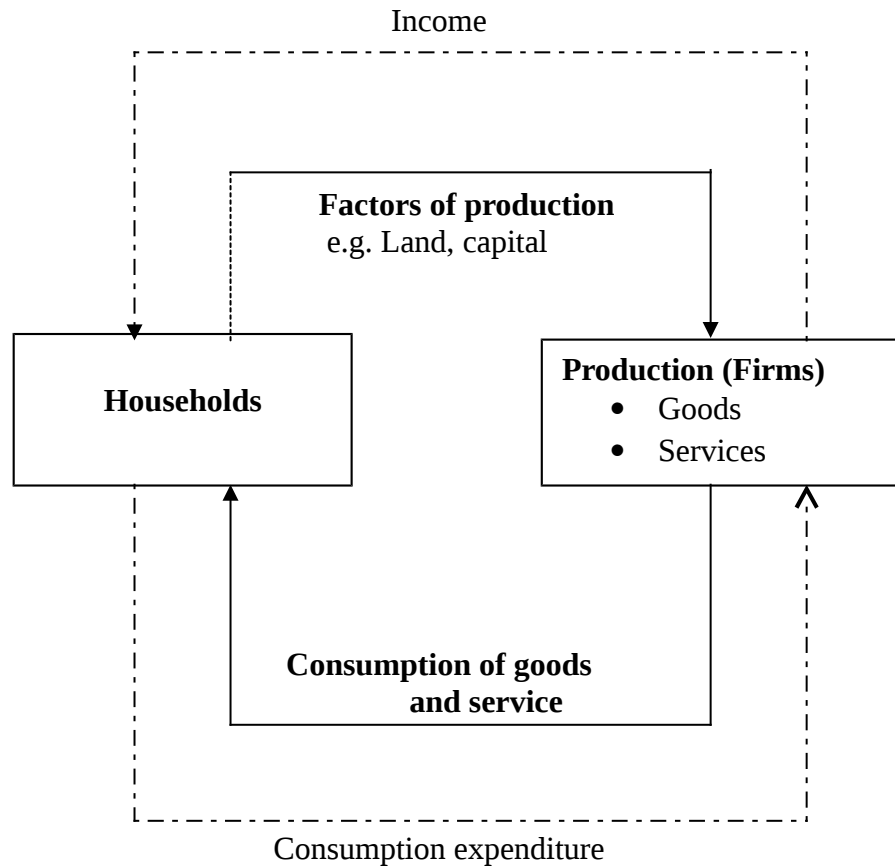 Income
Factors of production
e.g. Land, capital
Households
Production (Firms)
• Goods
• Services
Consumption of goods
and service
Consumption expenditure